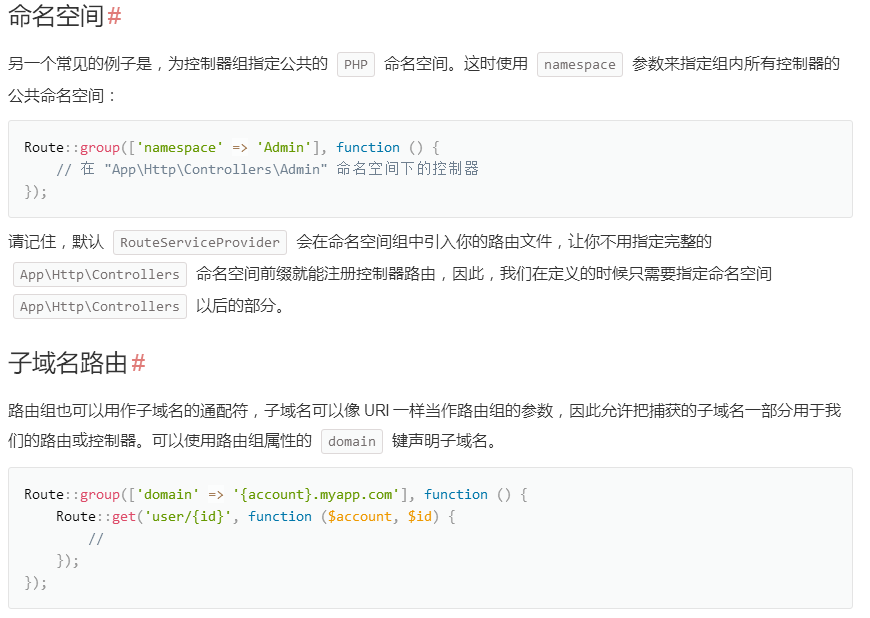 命名空间#
另一个常见的例子是，为控制器组指定公共的 PHP 命名空间。这时使用 namespace 参数来指定组内所有控制器的
公共命名空间：
Route::group(['namespace' => 'Admin'], function () {
    // 在 "App\Http\Controllers\Admin" 命名空间下的控制器
});
请记住，默认 RouteServiceProvider 会在命名空间组中引入你的路由文件，让你不用指定完整的
App\Http\Controllers 命名空间前缀就能注册控制器路由，因此，我们在定义的时候只需要指定命名空间
App\Http\Controllers 以后的部分。
子域名路由#
路由组也可以用作子域名的通配符，子域名可以像 URI 一样当作路由组的参数，因此允许把捕获的子域名一部分用于我
们的路由或控制器。可以使用路由组属性的 domain 键声明子域名。
Route::group(['domain' => '{account}.myapp.com'], function () {
    Route::get('user/{id}', function ($account, $id) {
        //
    });
});